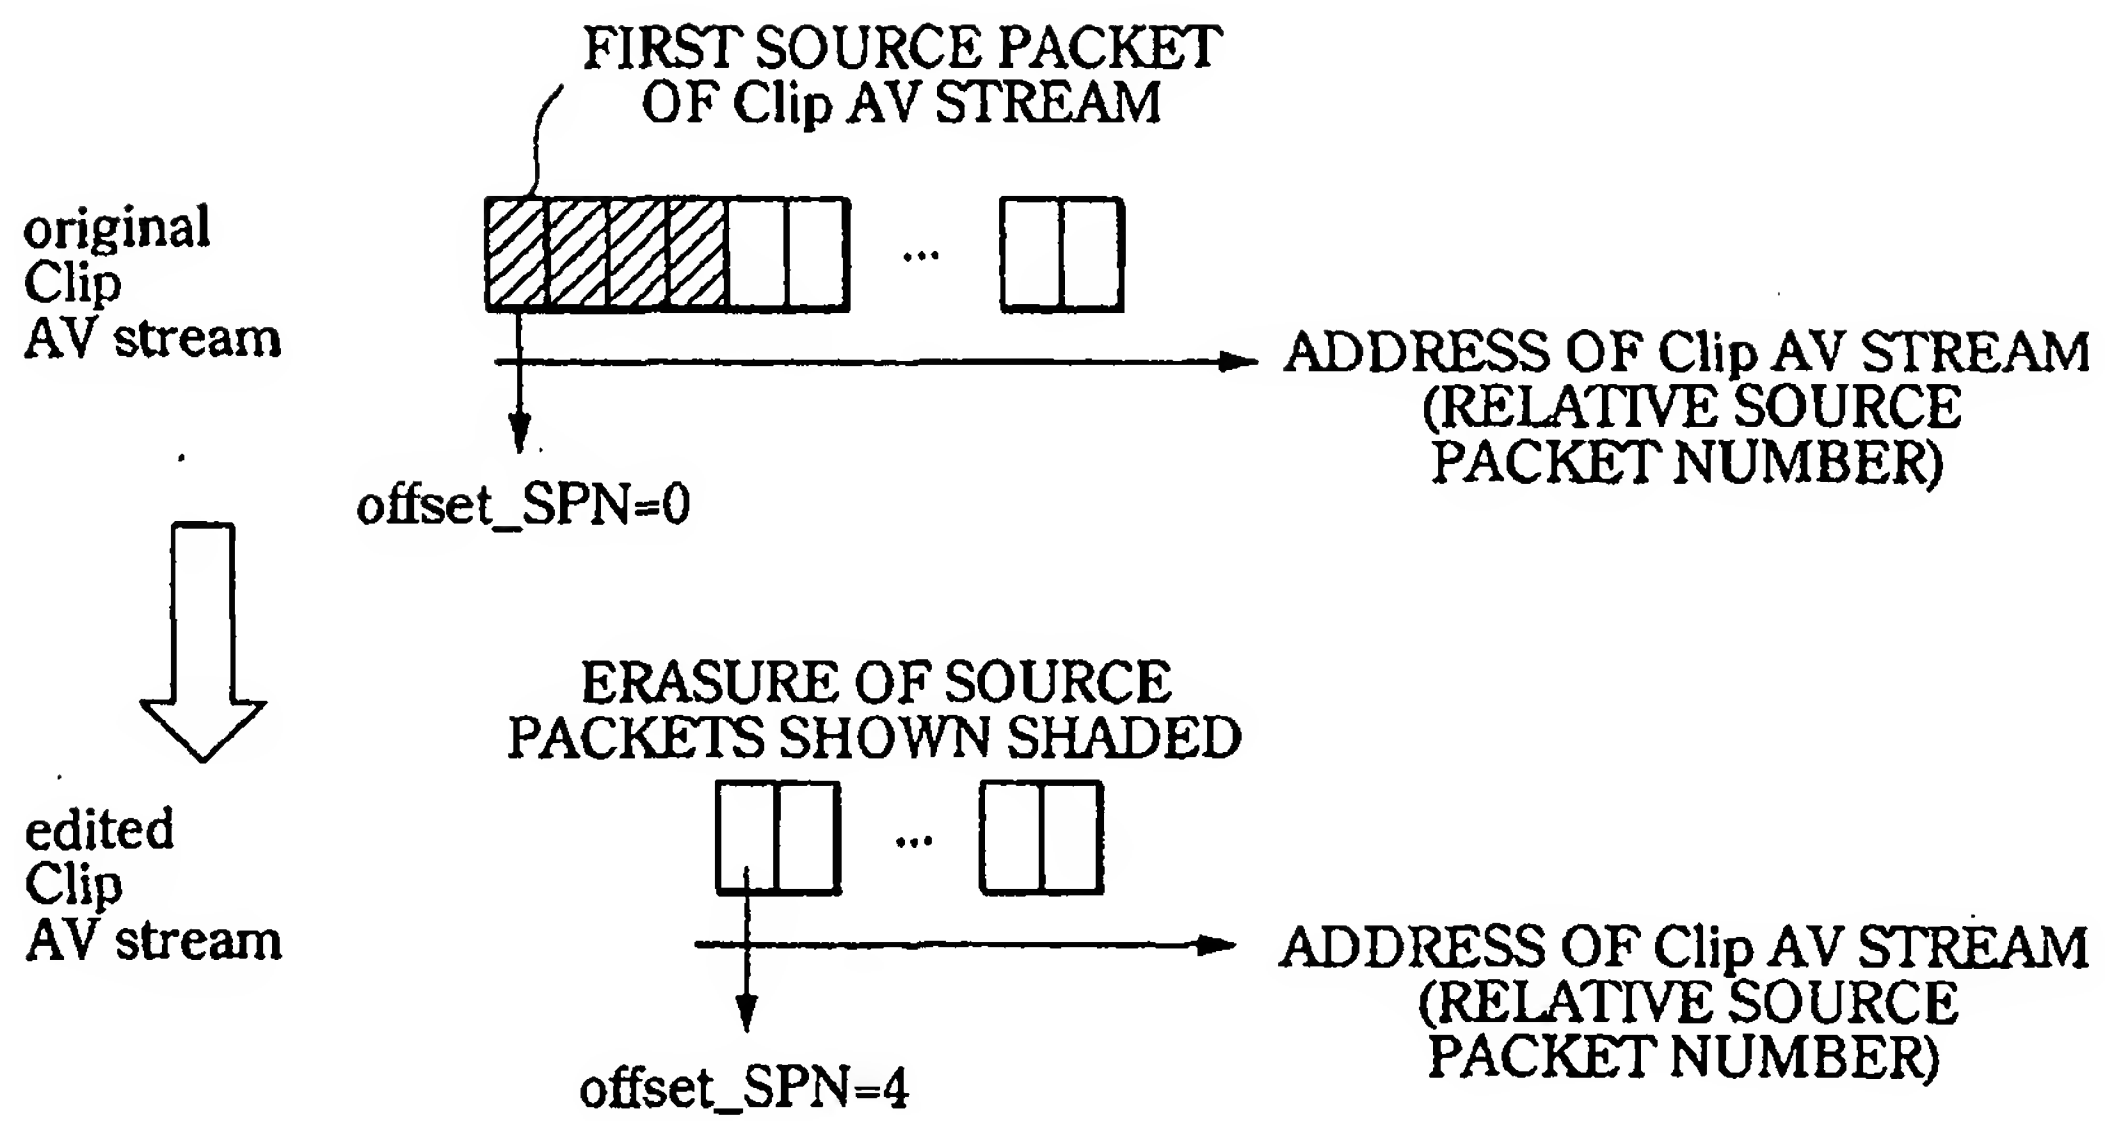 FIRST SOURCE PACKET
OF Clip AV STREAM
original
Clip
AV stream
...
ADDRESS OF Clip AV STREAM
(RELATIVE SOURCE
PACKET NUMBER)
offset_SPN=0
ERASURE OF SOURCE
PACKETS SHOWN SHADED
edited
Clip
AV stream
...
ADDRESS OF Clip AV STREAM
(RELATIVE SOURCE
PACKET NUMBER)
offset_SPN=4